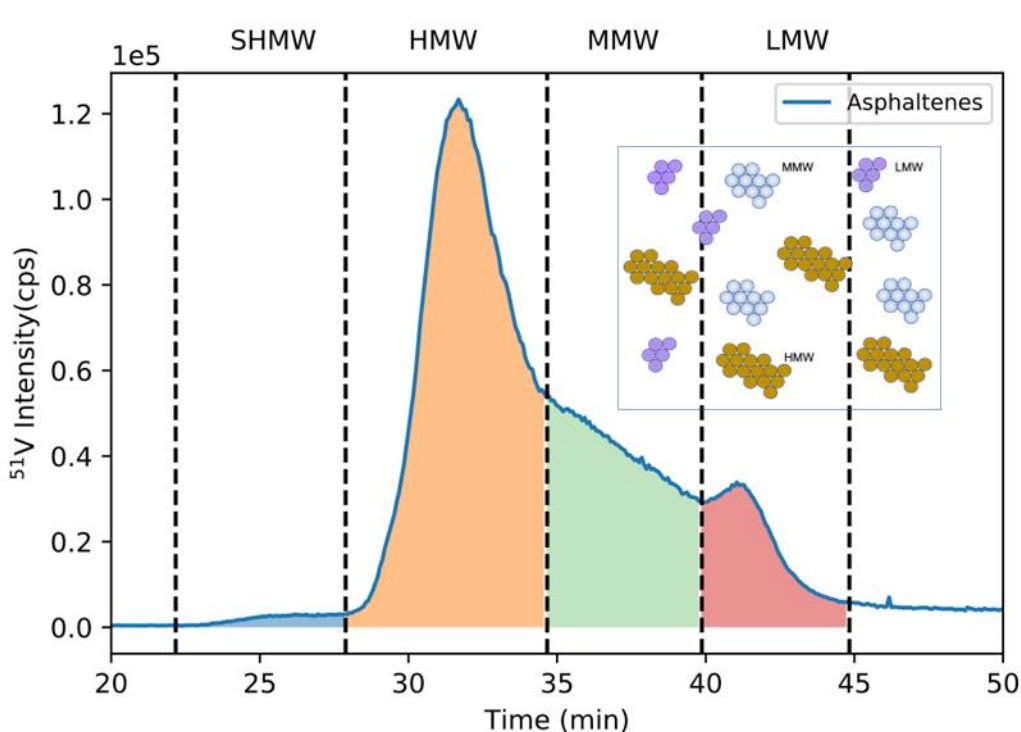 SHMW HMW MMW LMW
1e5
Asphaltenes
MMW LMW
HMW
1.2
1.0
0.8
0.6
0.4
0.2
0.0
⁵¹V Intensity(cps)
20 25 30 35 40 45 50
Time (min)